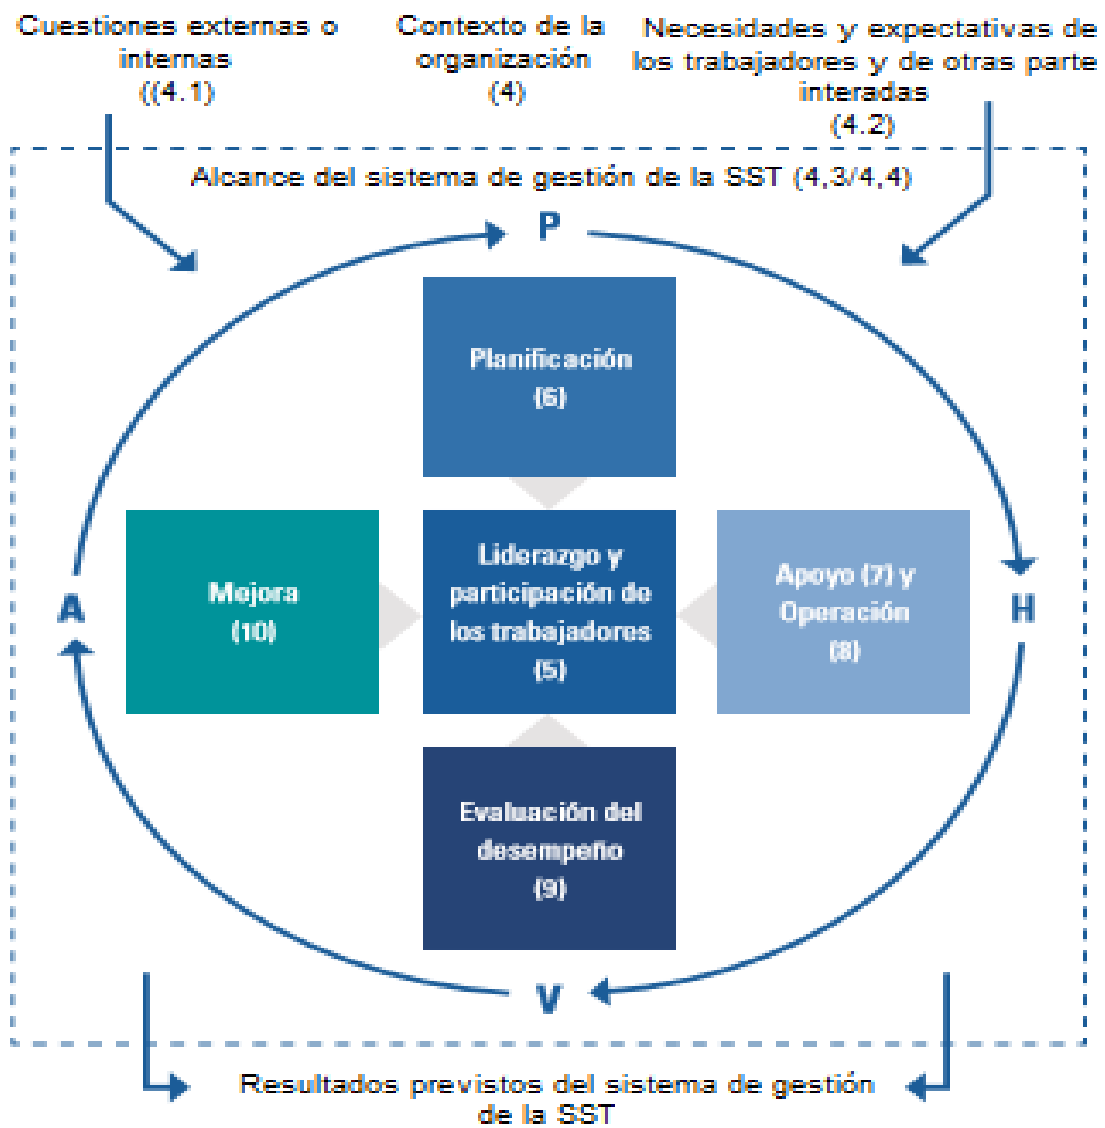 Cuestiones externas o
internas
((4.1)
Contexto de la
organización
(4)
Necesidades y expectativas de
los trabajadores y de otras parte
interadas
(4.2)
Alcance del sistema de gestión de la SST (4,3/4,4)
P
Planificación
(6)
A
Mejora
(10)
Liderazgo y
participación de
los trabajadores
(5)
Apoyo (7) y
Operación
(8)
H
Evaluación del
desempeño
(9)
V
Resultados previstos del sistema de gestión
de la SST